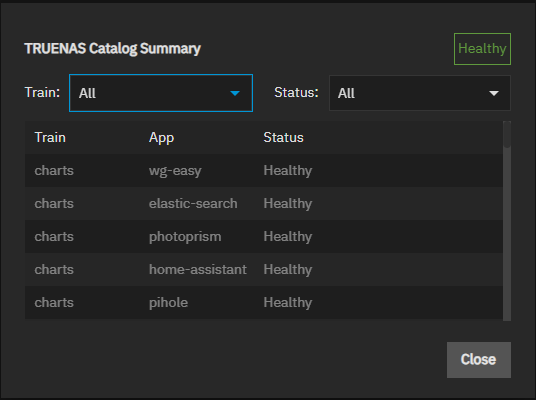 TRUENAS Catalog Summary Healthy
Train: All Status: All
Train App Status
charts wg-easy Healthy
charts elastic-search Healthy
charts photoprism Healthy
charts home-assistant Healthy
charts pihole Healthy
Close